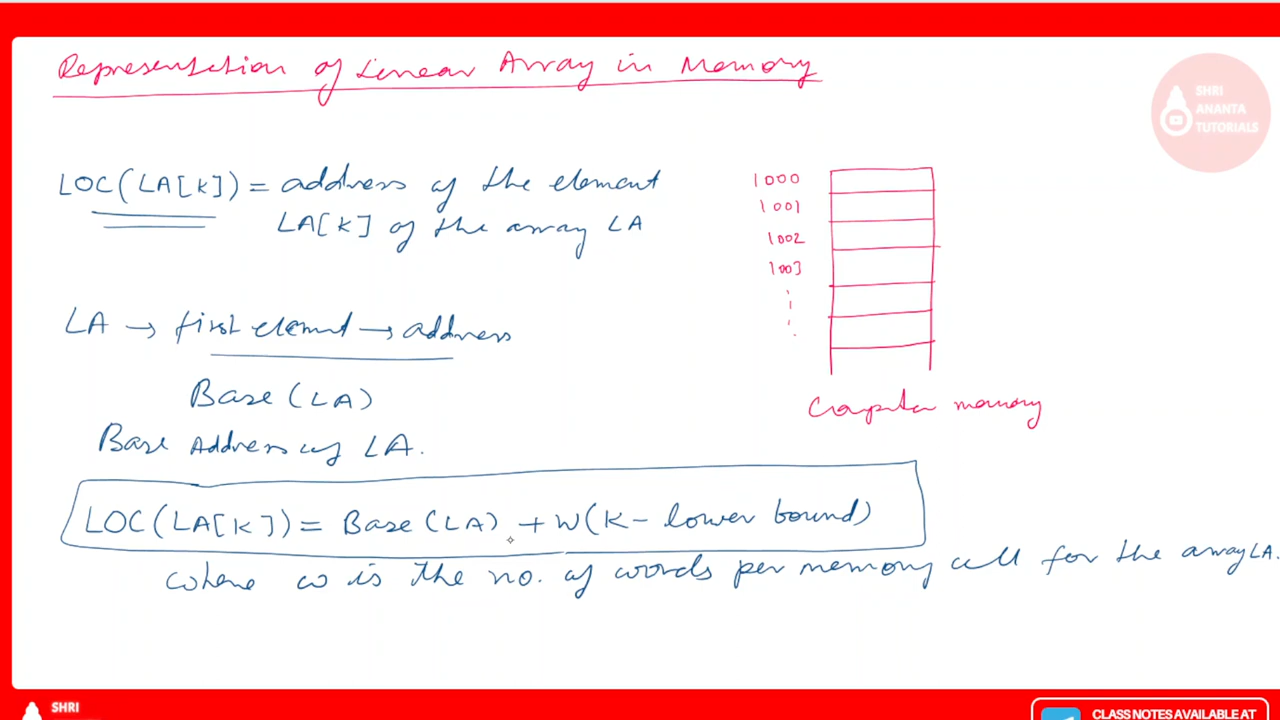 Representation of Linear Array in Memory
SHRI
ANANTA
TUTORIALS
LOC(LA[K]) = address of the element
LA[K] of the array LA
1000
1001
1002
1003
LA → first element → address
Base (LA)
Base Address of LA.
Computer memory
LOC(LA[K]) = Base(LA) + W(K - lower bound)
where w is the no. of words per memory cell for the array LA.
SHRI
CLASS NOTES AVAILABLE AT